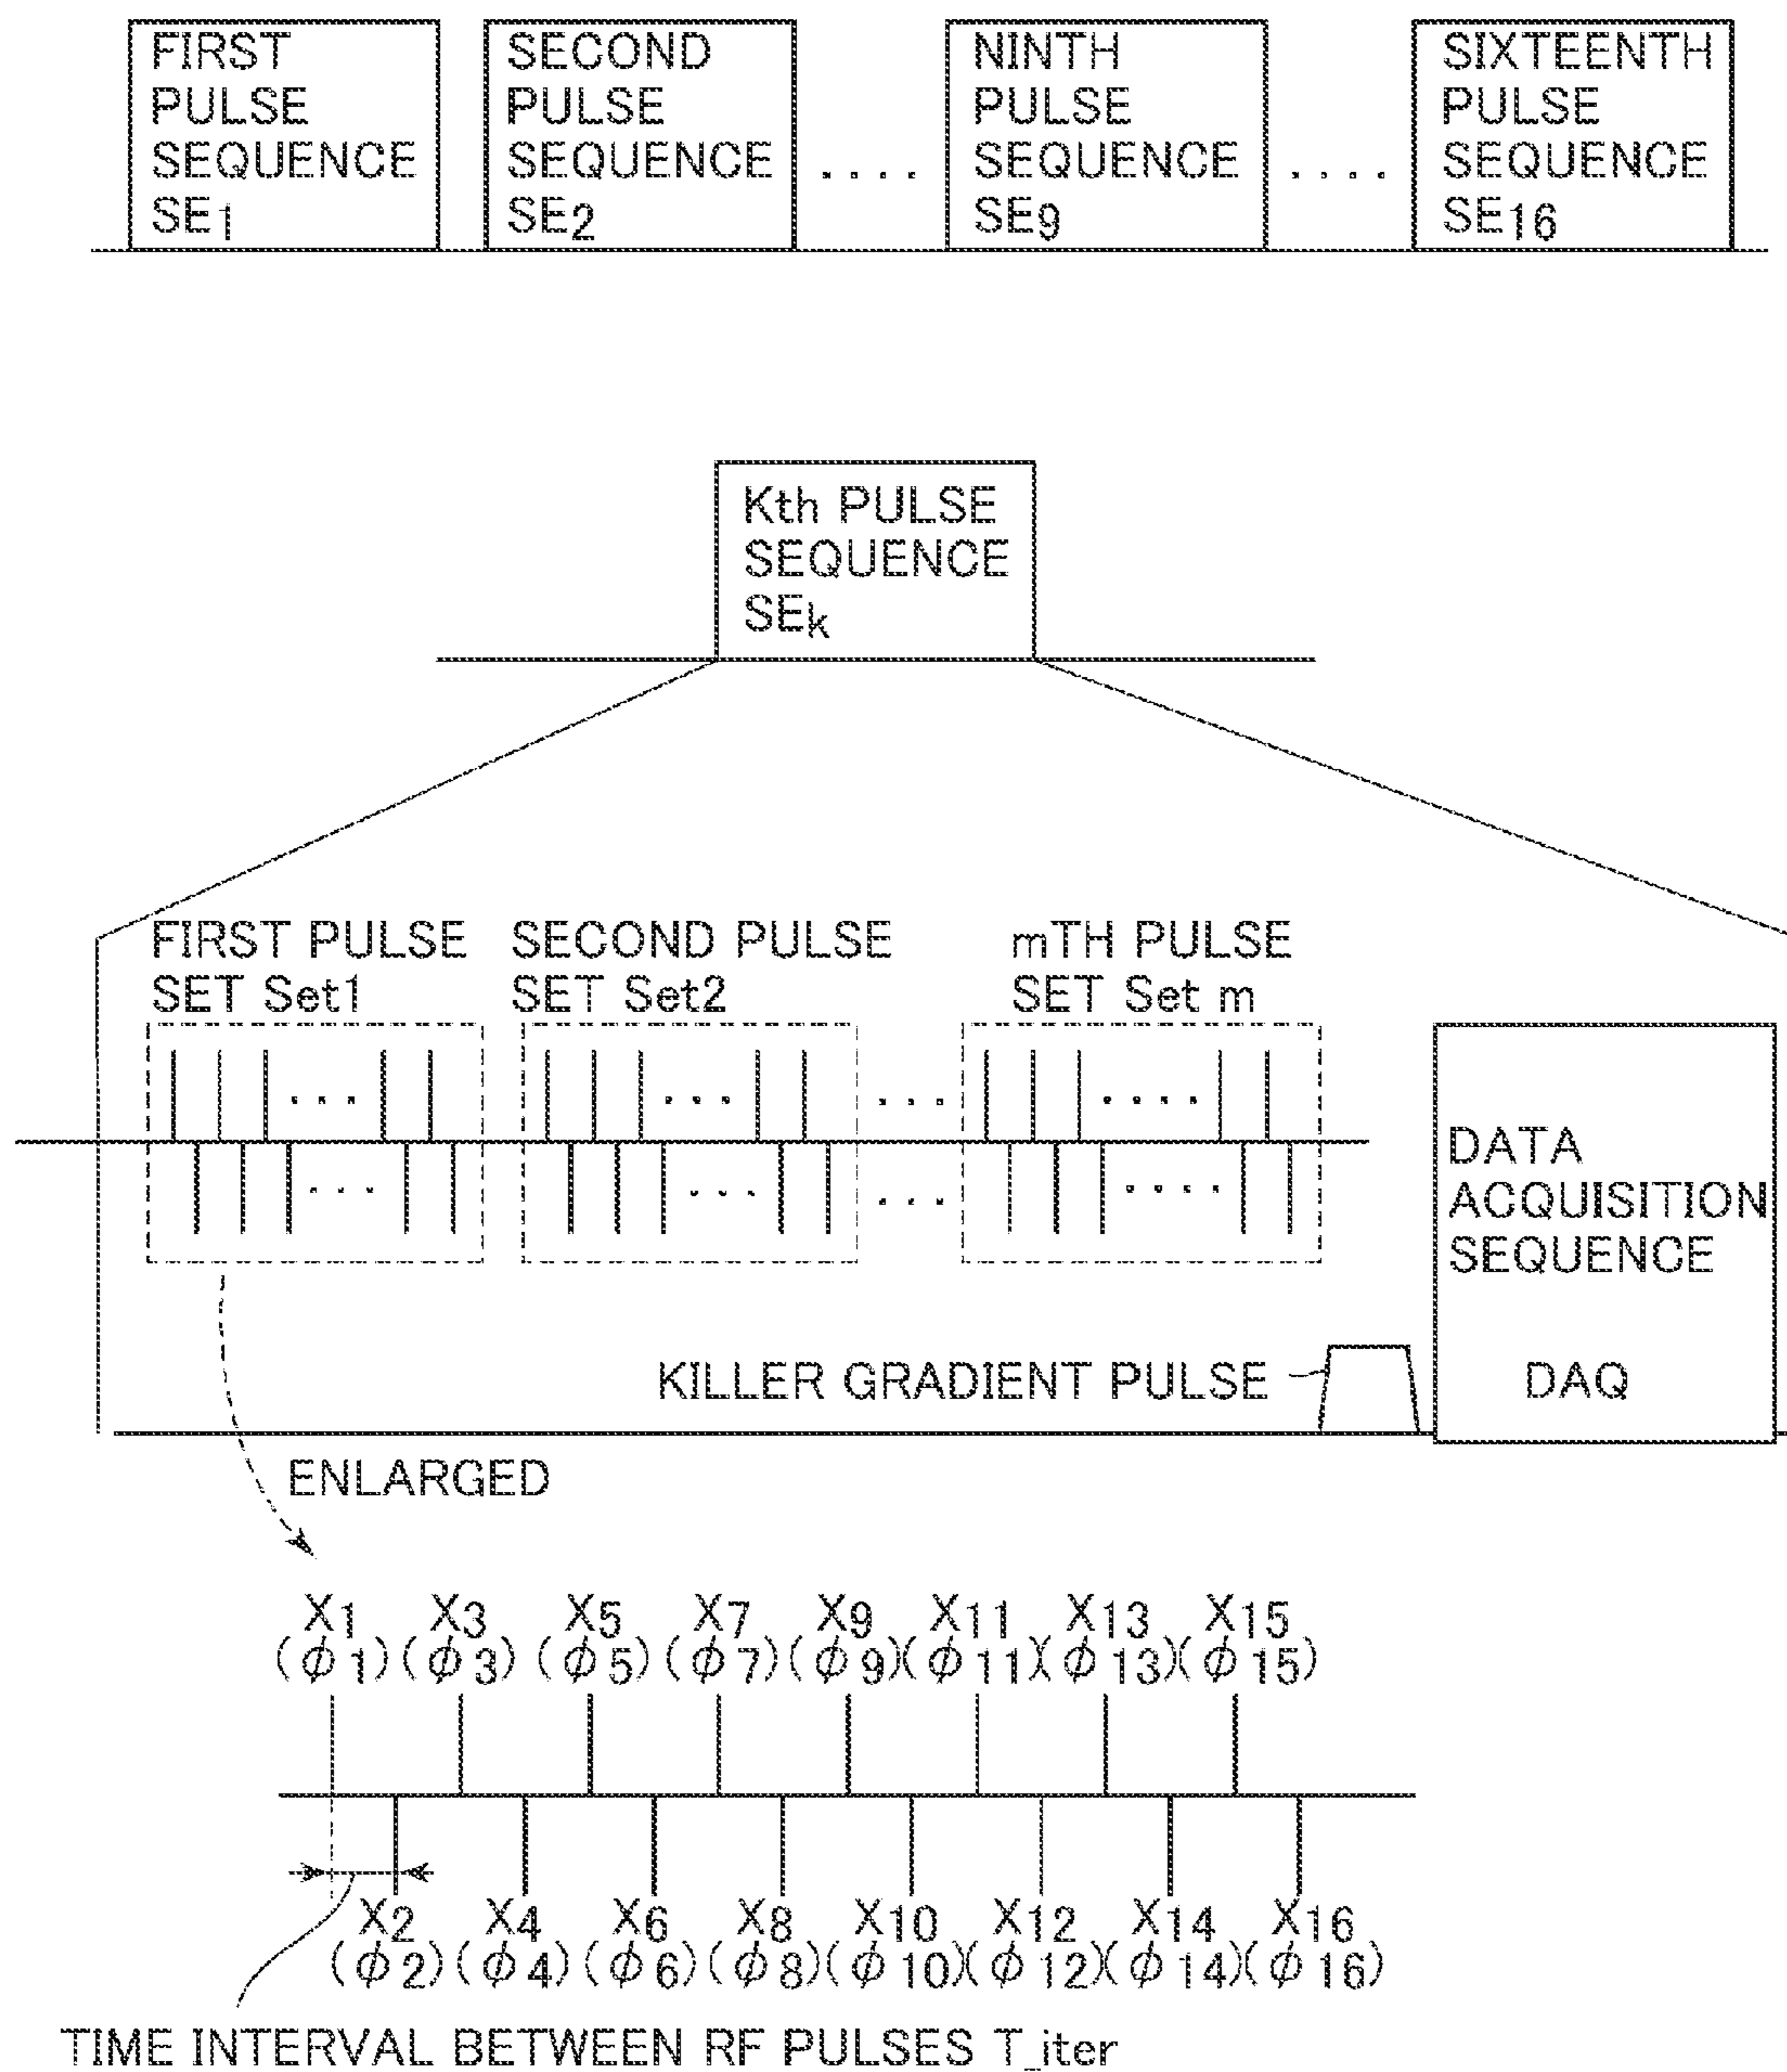 FIRST PULSE SEQUENCE SE1
SECOND PULSE SEQUENCE SE2
....
NINTH PULSE SEQUENCE SE9
....
SIXTEENTH PULSE SEQUENCE SE16
Kth PULSE
SEQUENCE
SEk
FIRST PULSE
SET Set1
SECOND PULSE
SET Set2
mTH PULSE
SET Set m
DATA
ACQUISITION
SEQUENCE
DAQ
KILLER GRADIENT PULSE
ENLARGED
X1 X3 X5 X7 X9 X11 X13 X15
(ϕ1) (ϕ3) (ϕ5) (ϕ7) (ϕ9) (ϕ11) (ϕ13) (ϕ15)
X2 X4 X6 X8 X10 X12 X14 X16
(ϕ2) (ϕ4) (ϕ6) (ϕ8) (ϕ10) (ϕ12) (ϕ14) (ϕ16)
TIME INTERVAL BETWEEN RF PULSES T_iter